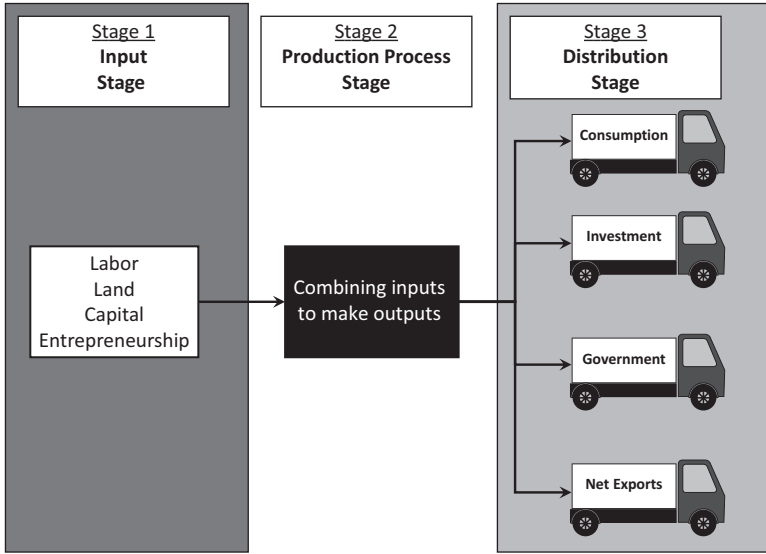 Stage 1
Input
Stage
Stage 2
Production Process
Stage
Stage 3
Distribution
Stage
Labor
Land
Capital
Entrepreneurship
Combining inputs
to make outputs
Consumption
Investment
Government
Net Exports